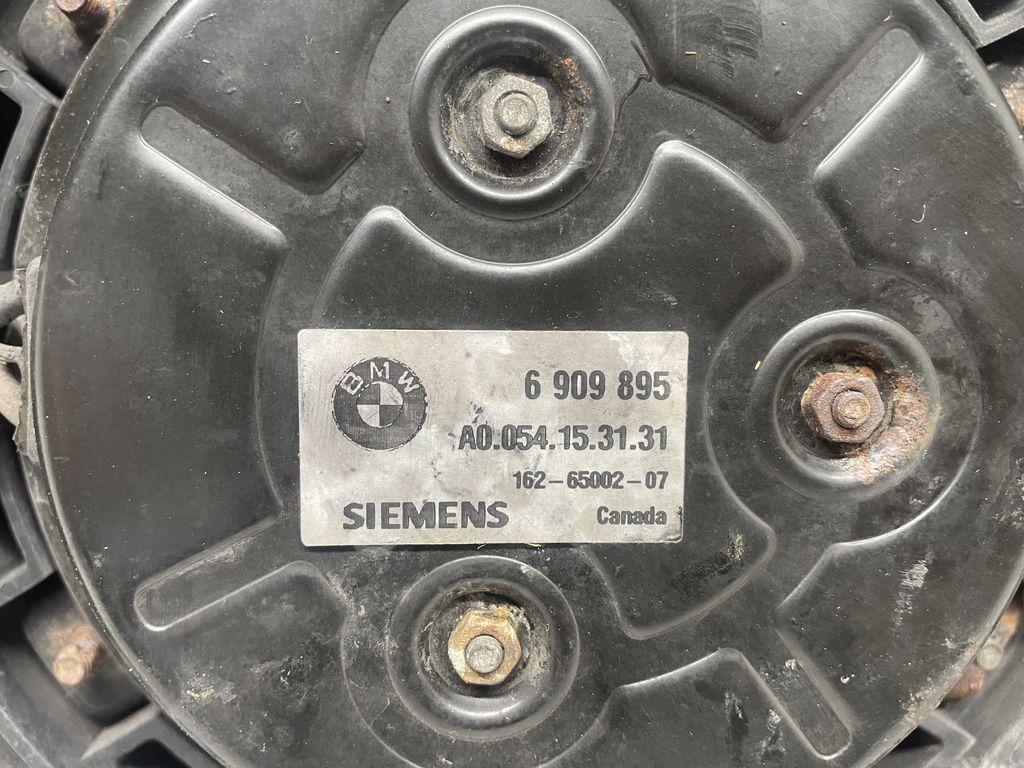 BMW
6 909 895
A0.054.15.31.31
162-65002-07
SIEMENS Canada